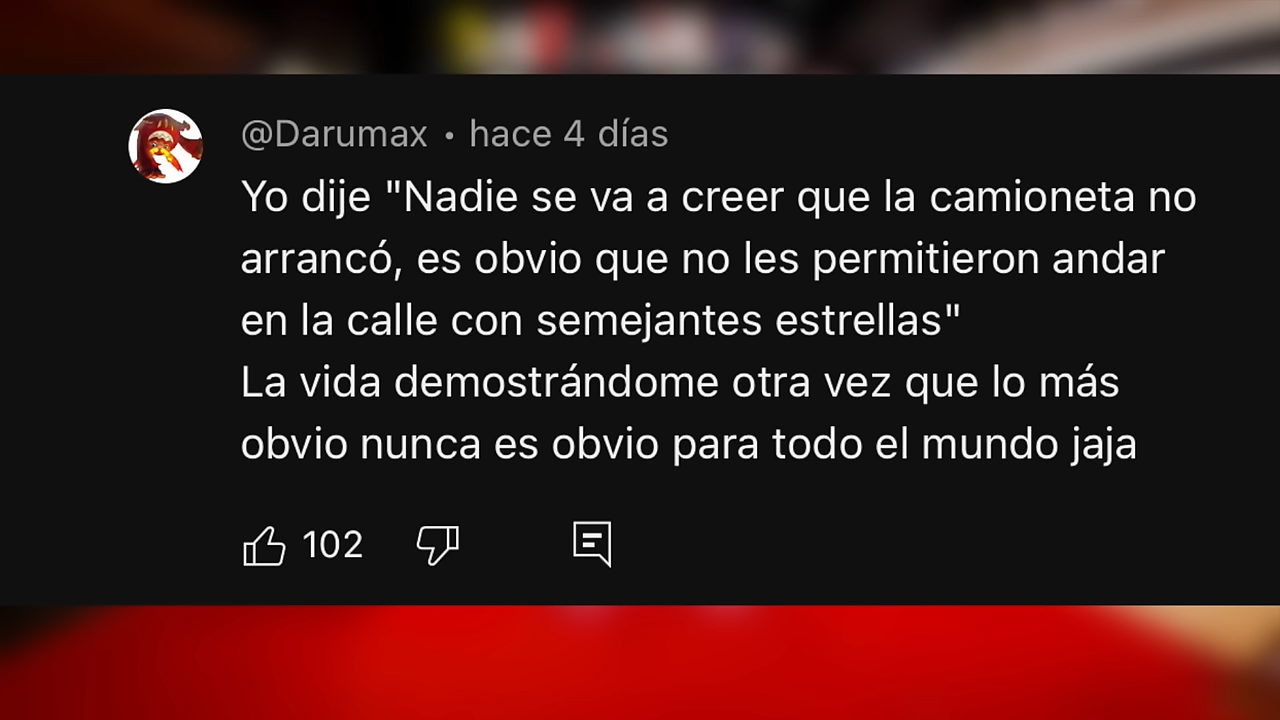 @Darumax • hace 4 días
Yo dije "Nadie se va a creer que la camioneta no
arrancó, es obvio que no les permitieron andar
en la calle con semejantes estrellas"
La vida demostrándome otra vez que lo más
obvio nunca es obvio para todo el mundo jaja
102